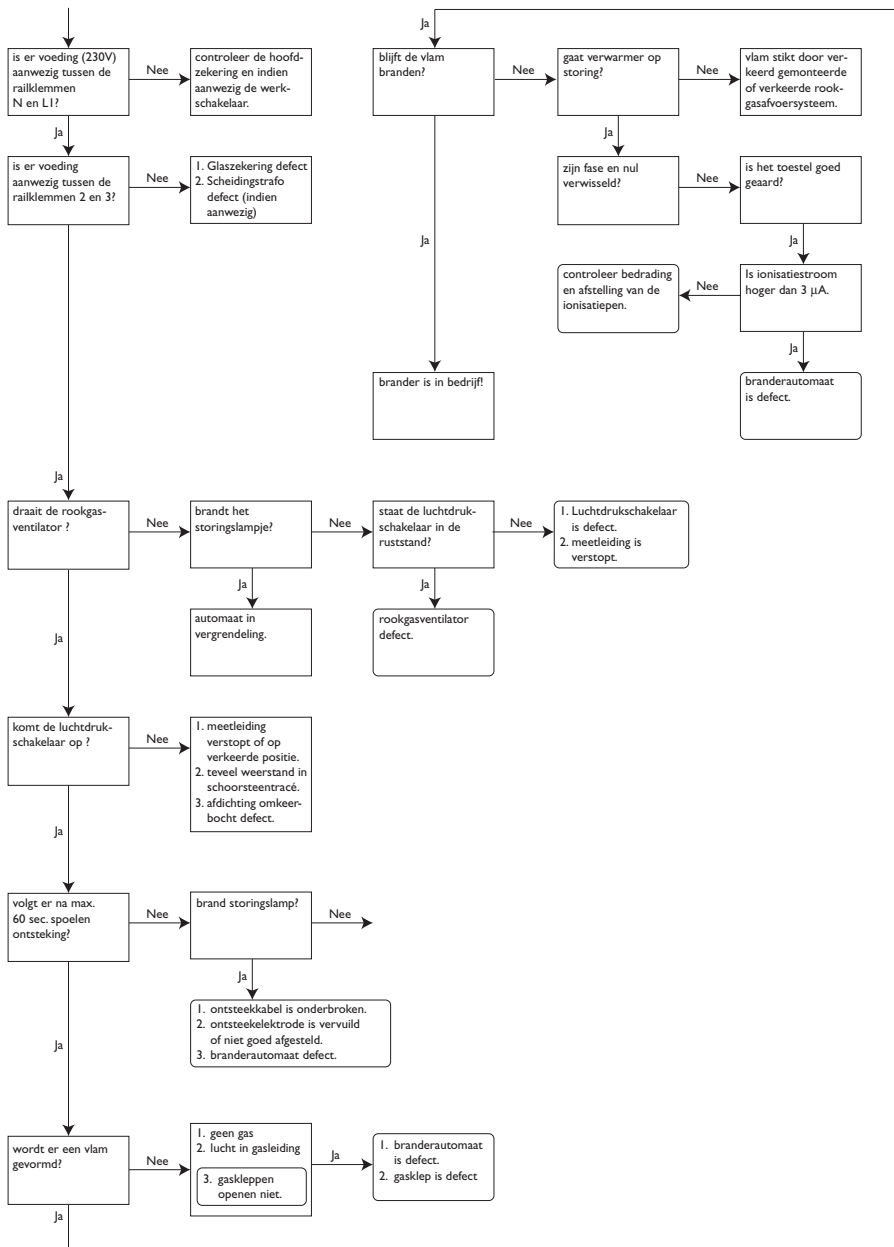 is er voeding (230V)
aanwezig tussen de
railklemmen
N en L1?
Nee
controleer de hoofd-
zekering en indien
aanwezig de werk-
schakelaar.
Ja
is er voeding
aanwezig tussen de
railklemmen 2 en 3?
Nee
1. Glaszekering defect
2. Scheidingstrafo
defect (indien
aanwezig)
Ja
draait de rookgas-
ventilator ?
Nee
brandt het
storingslampje?
Nee
staat de luchtdruk-
schakelaar in de
ruststand?
Nee
1. Luchtdrukschakelaar
is defect.
2. meetleiding is
verstopt.
Ja
automaat in
vergrendeling.
Ja
rookgasventilator
defect.
Ja
komt de luchtdruk-
schakelaar op ?
Nee
1. meetleiding
verstopt of op
verkeerde positie.
2. teveel weerstand in
schoorsteentracé.
3. afdichting omkeer-
bocht defect.
Ja
volgt er na max.
60 sec. spoelen
ontsteking?
Nee
brand storingslamp?
Nee
Ja
1. ontsteekkabel is onderbroken.
2. ontsteekelektrode is vervuild
of niet goed afgesteld.
3. branderautomaat defect.
Ja
wordt er een vlam
gevormd?
Nee
1. geen gas
2. lucht in gasleiding
3. gaskleppen
openen niet.
Ja
1. branderautomaat
is defect.
2. gasklep is defect
Ja
Ja
blijft de vlam
branden?
Nee
gaat verwarmer op
storing?
Nee
vlam stikt door ver-
keerd gemonteerde
of verkeerde rook-
gasafvoersysteem.
Ja
zijn fase en nul
verwisseld?
Nee
is het toestel goed
geaard?
Ja
Is ionisatiestroom
hoger dan 3 µA.
Nee
controleer bedrading
en afstelling van de
ionisatiepen.
Ja
branderautomaat
is defect.
Ja
brander is in bedrijf!